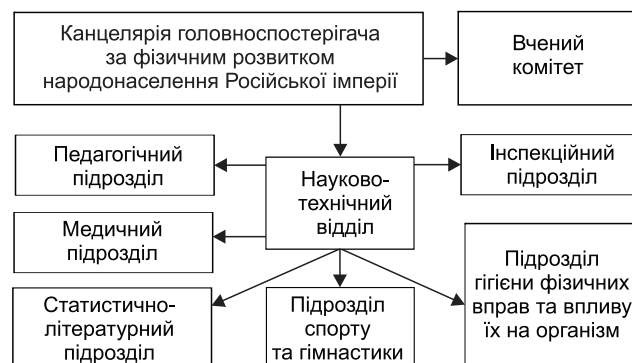 Канцелярія головноспостерігача
за фізичним розвитком
народонаселення Російської імперії
Вчений
комітет
Педагогічний
підрозділ
Науково-
технічний
відділ
Інспекційний
підрозділ
Медичний
підрозділ
Статистично-
літературний
підрозділ
Підрозділ
спорту
та гімнастики
Підрозділ
гігієни фізичних
вправ та впливу
їх на організм